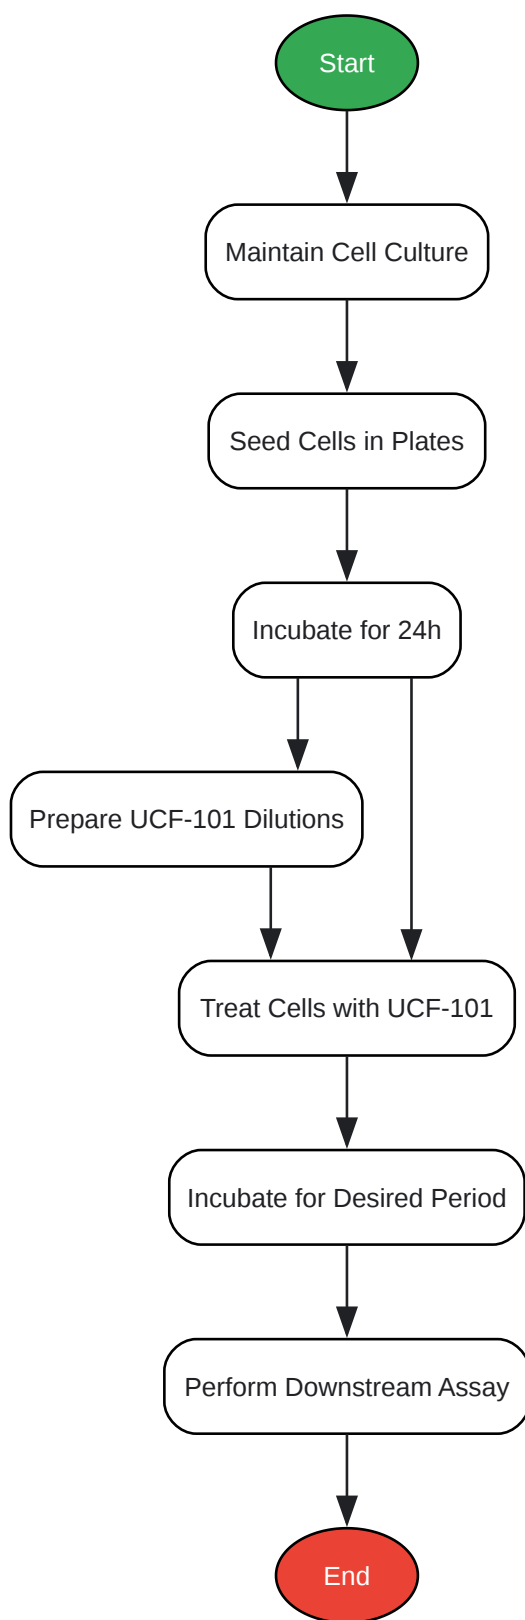 Start
Maintain Cell Culture
Seed Cells in Plates
Incubate for 24h
Prepare UCF-101 Dilutions
Treat Cells with UCF-101
Incubate for Desired Period
Perform Downstream Assay
End